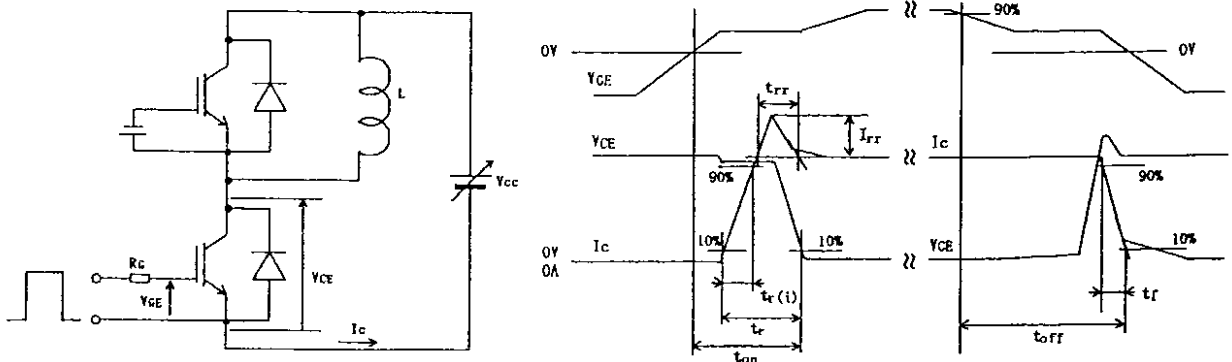 L
Vcc
RG
VGE
VCE
Ic
0V
VGE
VCE
Ic
0V
0A
90%
10%
10%
trr
Irr
tr(i)
tr
ton
90%
0V
Ic
90%
VCE
10%
tf
toff